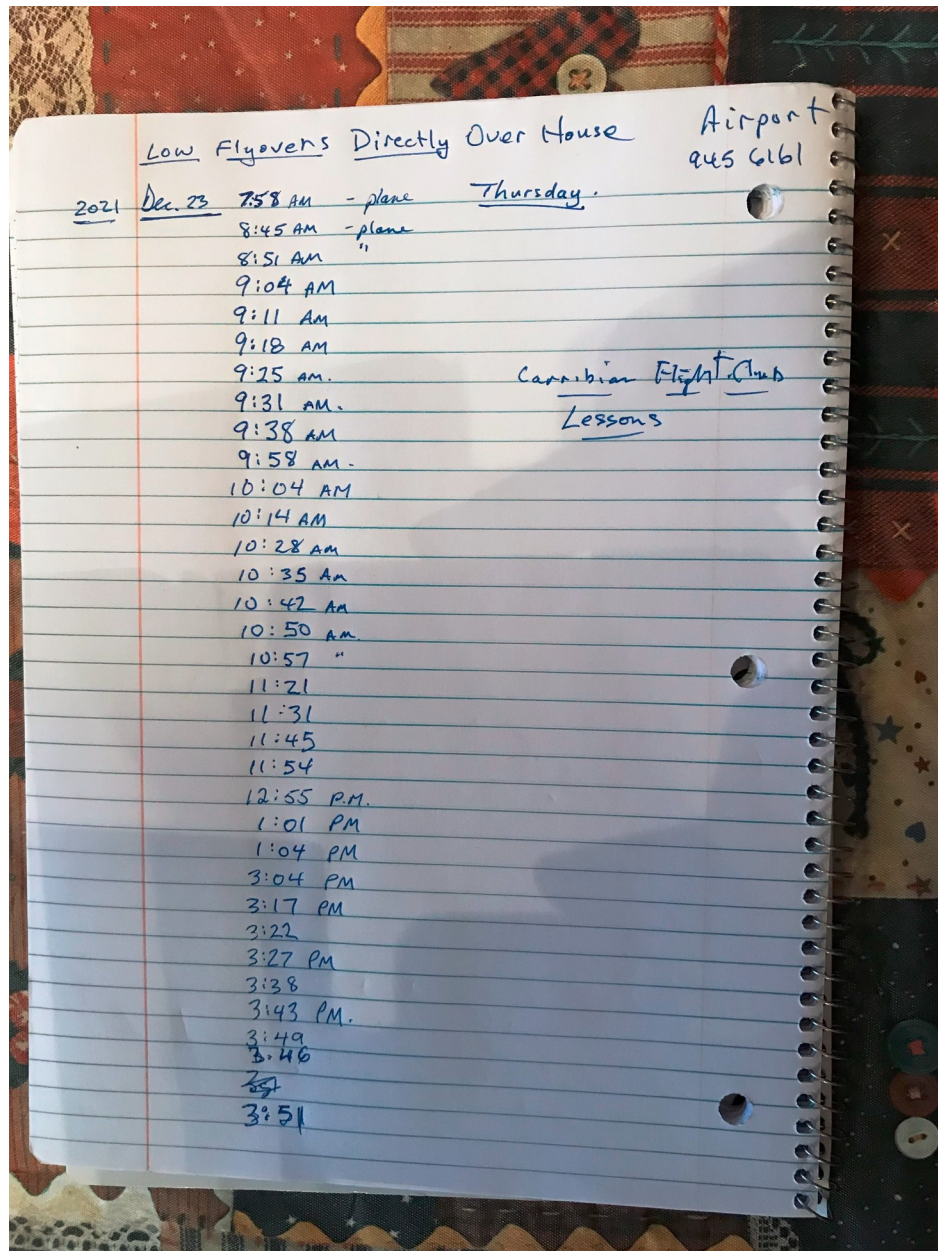 Low Flyovers Directly Over House
Airport
945 6161
2021 Dec. 23 7:58 AM - plane Thursday.
8:45 AM - plane
8:51 AM "
9:04 AM
9:11 AM
9:18 AM
9:25 AM.
9:31 AM.
9:38 AM
9:58 AM.
10:04 AM
10:14 AM
10:28 AM
10:35 AM
10:42 AM
10:50 AM.
10:57 "
11:21
11:31
11:45
11:54
12:55 P.M.
1:01 PM
1:04 PM
3:04 PM
3:17 PM
3:22
3:27 PM
3:38
3:43 PM.
3:49
3:46
3:51
Carribian Flight Club
Lessons